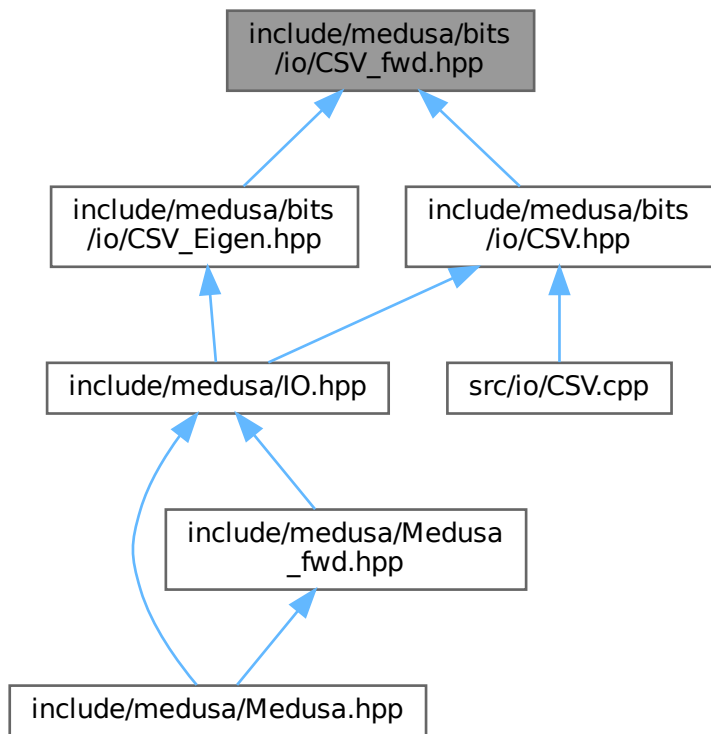 include/medusa/bits
/io/CSV_fwd.hpp
include/medusa/bits
/io/CSV_Eigen.hpp
include/medusa/bits
/io/CSV.hpp
include/medusa/IO.hpp
src/io/CSV.cpp
include/medusa/Medusa
_fwd.hpp
include/medusa/Medusa.hpp